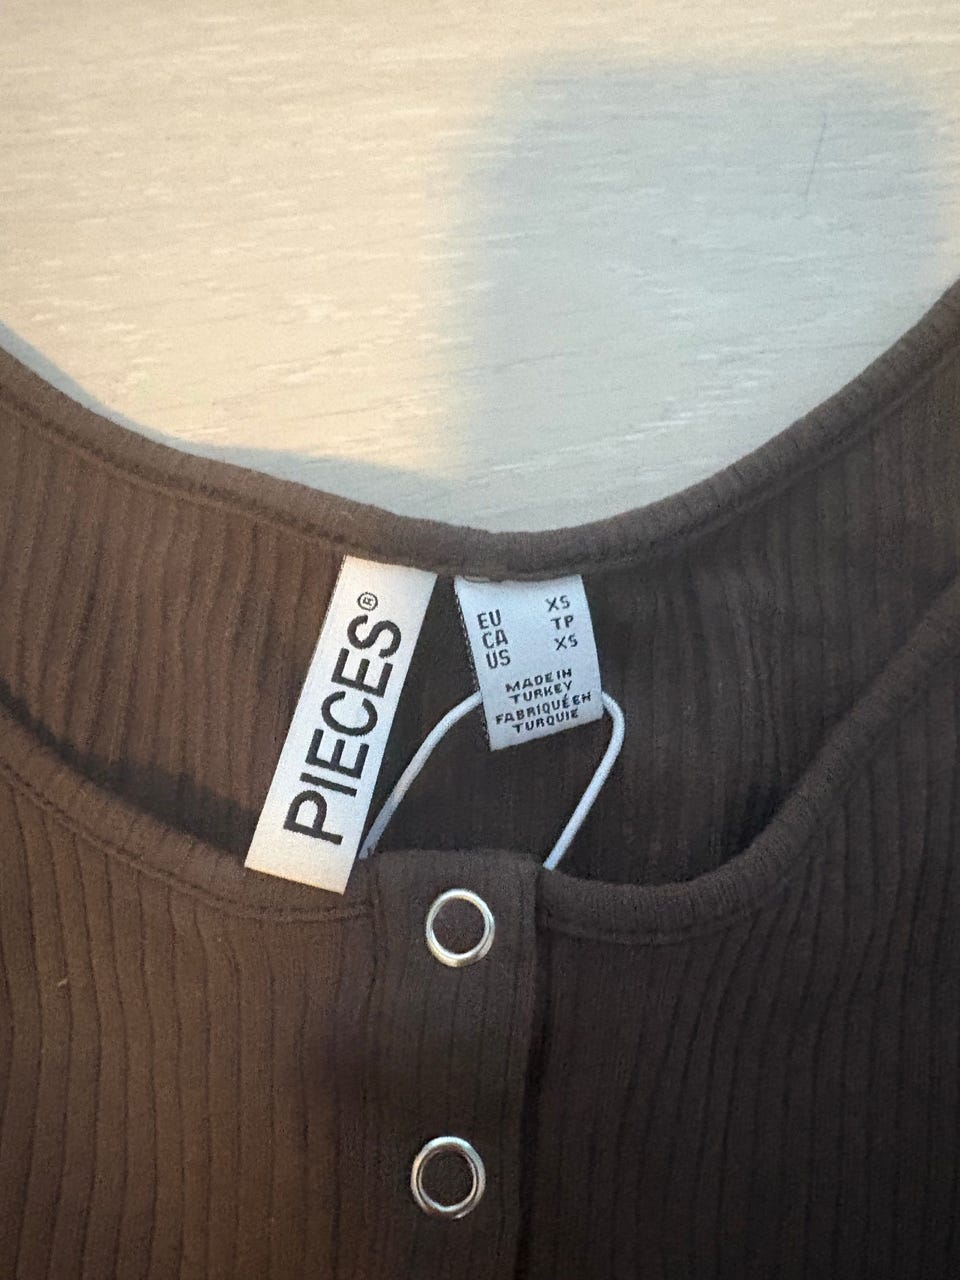 PIECES®
EU XS
CA TP
US XS
MADE IN
TURKEY
FABRIQUÉ EN
TURQUIE